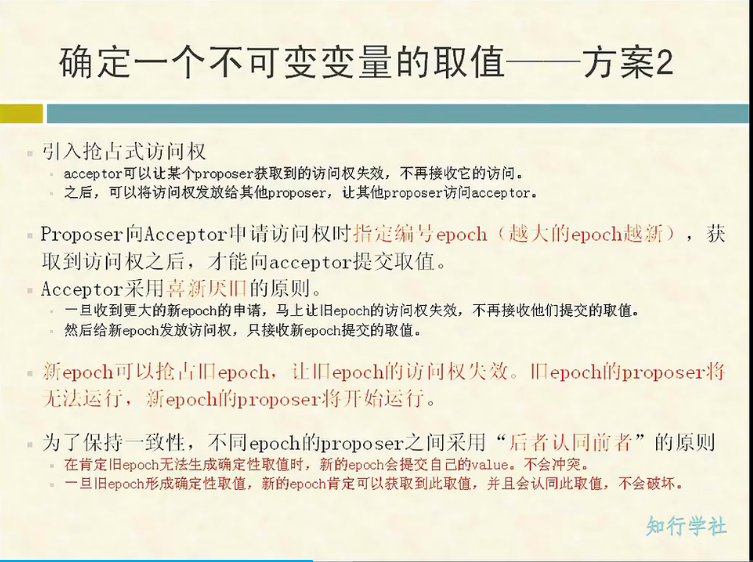 确定一个不可变变量的取值——方案2
引入抢占式访问权
acceptor可以让某个proposer获取到的访问权失效，不再接收它的访问。
之后，可以将访问权发放给其他proposer，让其他proposer访问acceptor。
Proposer向Acceptor申请访问权时指定编号epoch（越大的epoch越新），获
取到访问权之后，才能向acceptor提交取值。
Acceptor采用喜新厌旧的原则。
一旦收到更大的新epoch的申请，马上让旧epoch的访问权失效，不再接收他们提交的取值。
然后给新epoch发放访问权，只接收新epoch提交的取值。
新epoch可以抢占旧epoch，让旧epoch的访问权失效。旧epoch的proposer将
无法运行，新epoch的proposer将开始运行。
为了保持一致性，不同epoch的proposer之间采用“后者认同前者”的原则
在肯定旧epoch无法生成确定性取值时，新的epoch会提交自己的value。不会冲突。
一旦旧epoch形成确定性取值，新的epoch肯定可以获取到此取值，并且会认同此取值，不会破坏。
知行学社